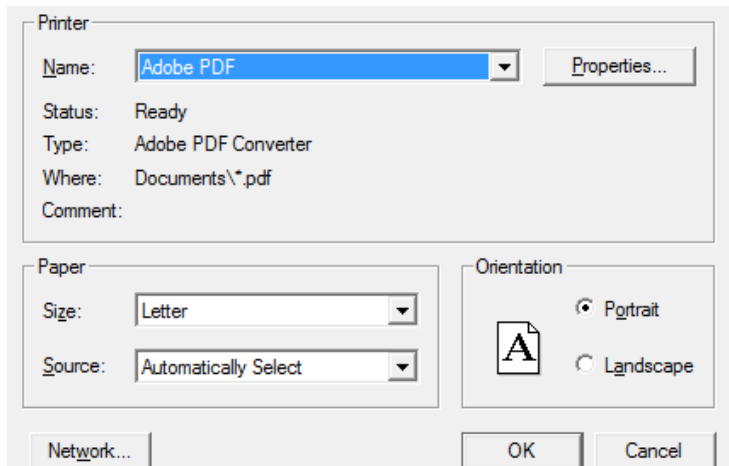 Printer
Name: Adobe PDF Properties...
Status: Ready
Type: Adobe PDF Converter
Where: Documents\*.pdf
Comment:
Paper
Size: Letter
Source: Automatically Select
Orientation
A
Portrait
Landscape
Network... OK Cancel